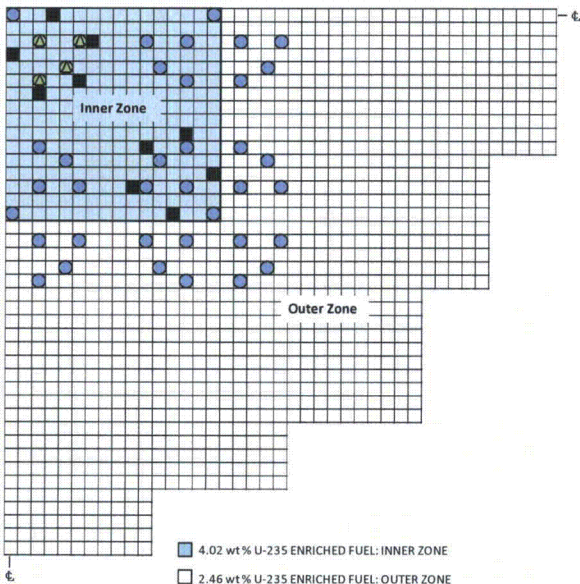 ℄
Inner Zone
Outer Zone
4.02 wt % U-235 ENRICHED FUEL: INNER ZONE
℄
2.46 wt % U-235 ENRICHED FUEL: OUTER ZONE